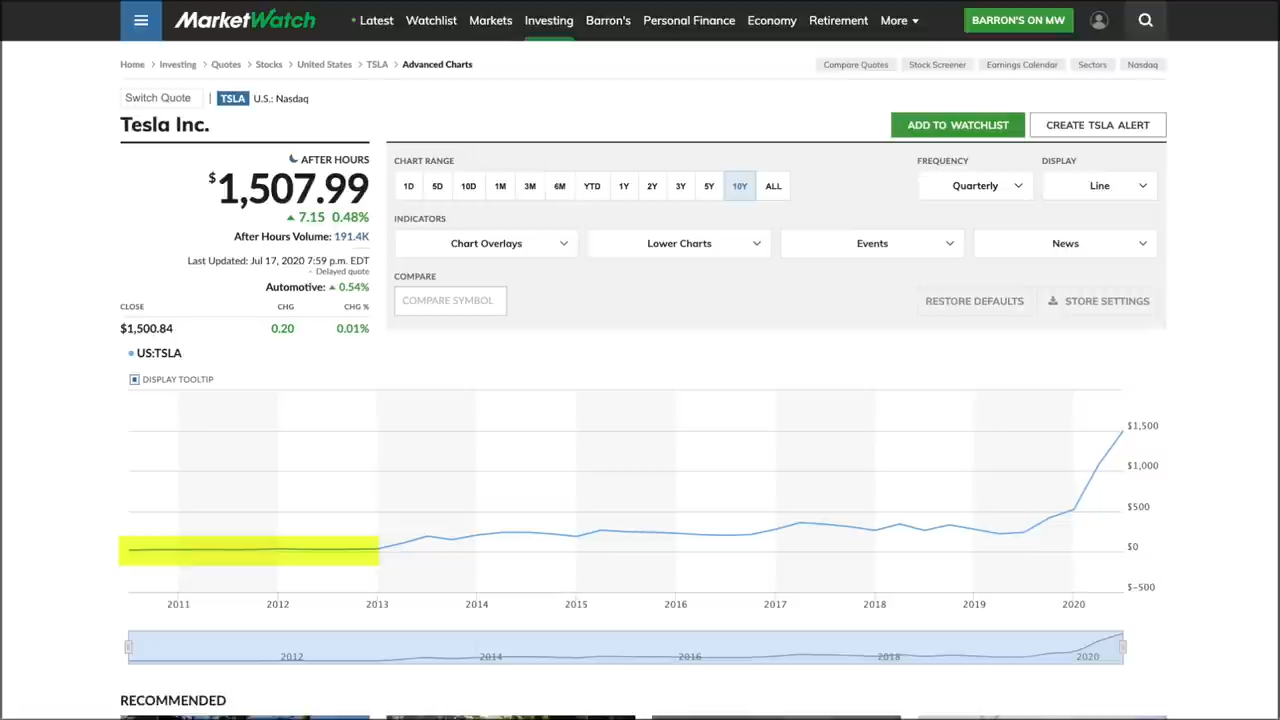 MarketWatch
Latest Watchlist Markets Investing Barron's Personal Finance Economy Retirement More
BARRON'S ON MW
Home > Investing > Quotes > Stocks > United States > TSLA > Advanced Charts
Compare Quotes Stock Screener Earnings Calendar Sectors Nasdaq
Switch Quote | TSLA U.S.: Nasdaq
Tesla Inc.
ADD TO WATCHLIST CREATE TSLA ALERT
AFTER HOURS
$1,507.99
7.15 0.48%
After Hours Volume: 191.4K
Last Updated: Jul 17, 2020 7:59 p.m. EDT
Delayed quote
Automotive: 0.54%
CLOSE CHG CHG %
$1,500.84 0.20 0.01%
CHART RANGE FREQUENCY DISPLAY
1D 5D 10D 1M 3M 6M YTD 1Y 2Y 3Y 5Y 10Y ALL Quarterly Line
INDICATORS
Chart Overlays Lower Charts Events News
COMPARE
COMPARE SYMBOL RESTORE DEFAULTS STORE SETTINGS
US:TSLA
DISPLAY TOOLTIP
$1,500
$1,000
$500
$0
$-500
2011 2012 2013 2014 2015 2016 2017 2018 2019 2020
2012 2014 2016 2018 2020
RECOMMENDED